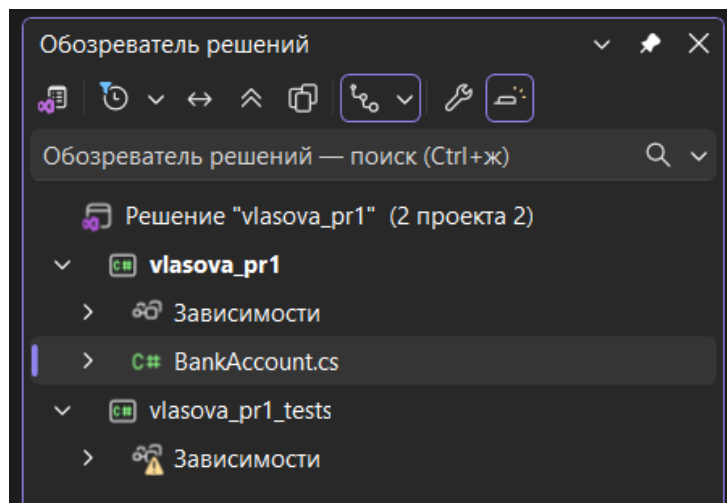 Обозреватель решений
Обозреватель решений — поиск (Ctrl+ж)
Решение "vlasova_pr1" (2 проекта 2)
C# vlasova_pr1
Зависимости
C# BankAccount.cs
C# vlasova_pr1_tests
Зависимости